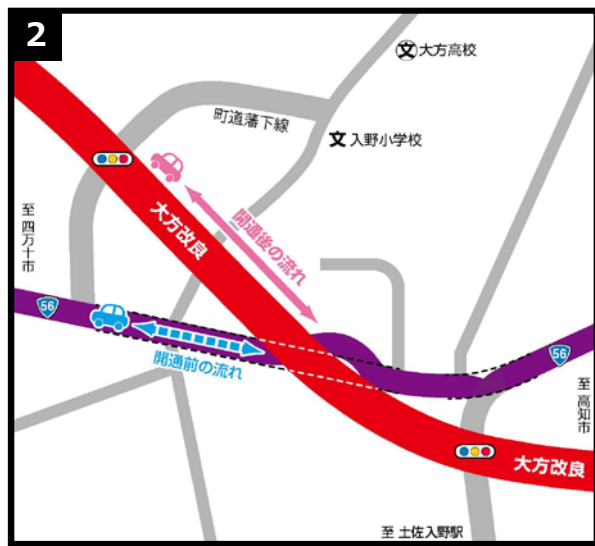 2
大方高校
町道藩下線
入野小学校
至 四万十市
大方改良
開通後の流れ
56
開通前の流れ
56
至 高知市
大方改良
至 土佐入野駅
文
文